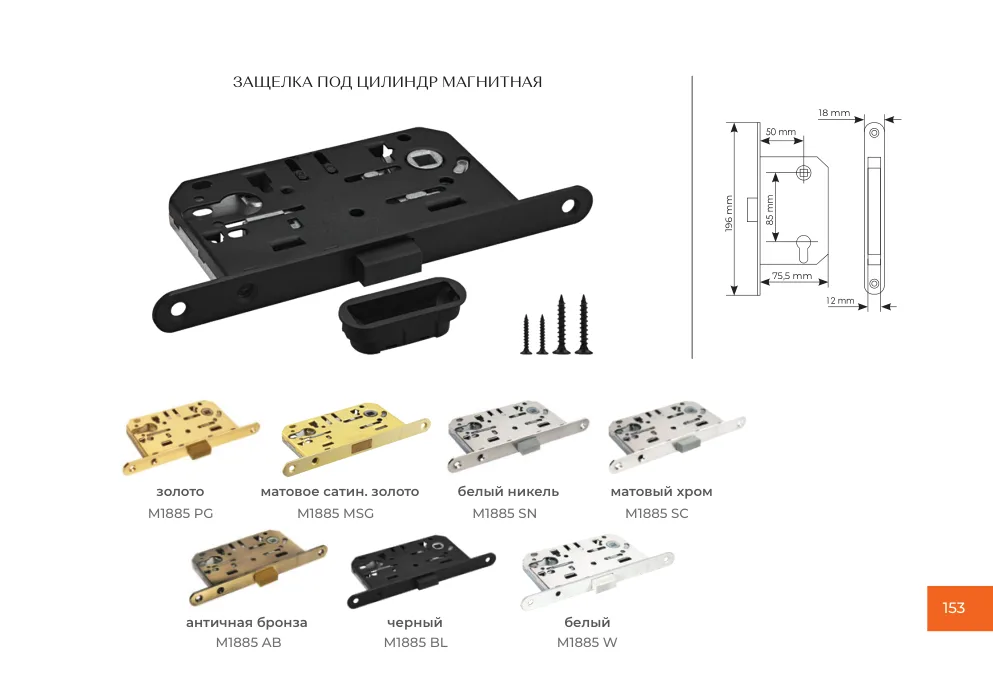 ЗАЩЕЛКА ПОД ЦИЛИНДР МАГНИТНАЯ
18 mm
50 mm
196 mm
85 mm
75,5 mm
12 mm
золото
M1885 PG
матовое сатин. золото
M1885 MSG
белый никель
M1885 SN
матовый хром
M1885 SC
античная бронза
M1885 AB
черный
M1885 BL
белый
M1885 W
153